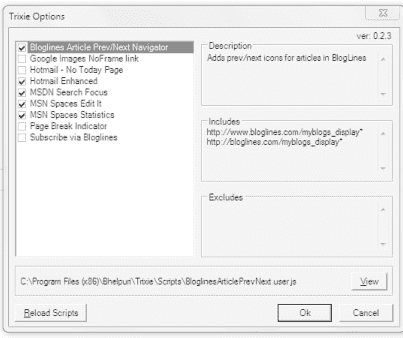 Trixie Options
ver: 0.2.3
Bloglines Article Prev/Next Navigator
Google Images NoFrame link
Hotmail - No Today Page
Hotmail Enhanced
MSDN Search Focus
MSN Spaces Edit It
MSN Spaces Statistics
Page Break Indicator
Subscribe via Bloglines
Description
Adds prev/next icons for articles in BlogLines
Includes
http://www.bloglines.com/myblogs_display*
http://bloglines.com/myblogs_display*
Excludes
C:\Program Files (x86)\Bhelpuri\Trixie\Scripts\BloglinesArticlePrevNext.user.js
View
Reload Scripts
Ok
Cancel